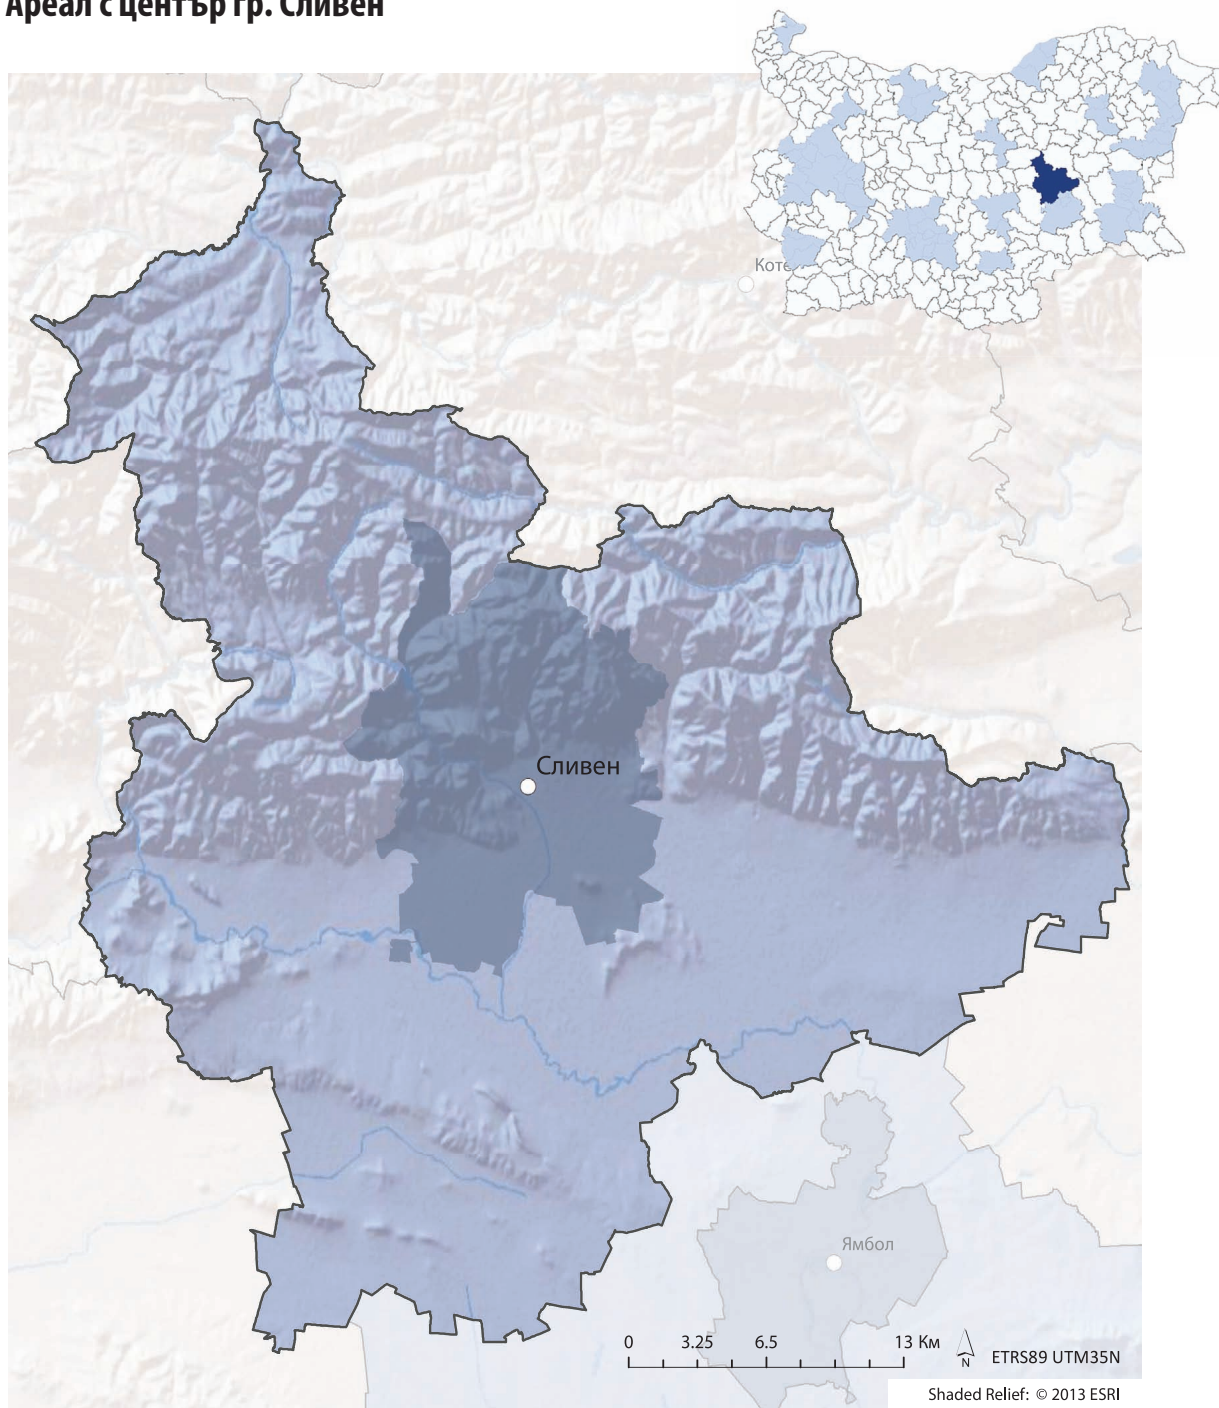 Ареал с център гр. Сливен
Сливен
Ямбол
0 3.25 6.5 13 Км
N
ETRS89 UTM35N
Shaded Relief: © 2013 ESRI